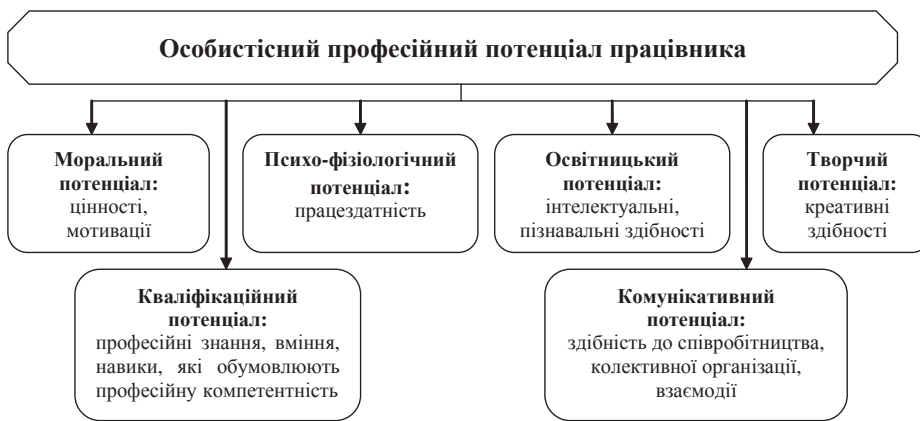 Особистісний професійний потенціал працівника
Моральний
потенціал:
цінності,
мотивації
Психо-фізіологічний
потенціал:
працездатність
Освітницький
потенціал:
інтелектуальні,
пізнавальні здібності
Творчий
потенціал:
креативні
здібності
Кваліфікаційний
потенціал:
професійні знання, вміння,
навики, які обумовлюють
професійну компетентність
Комунікативний
потенціал:
здібність до співробітництва,
колективної організації,
взаємодії